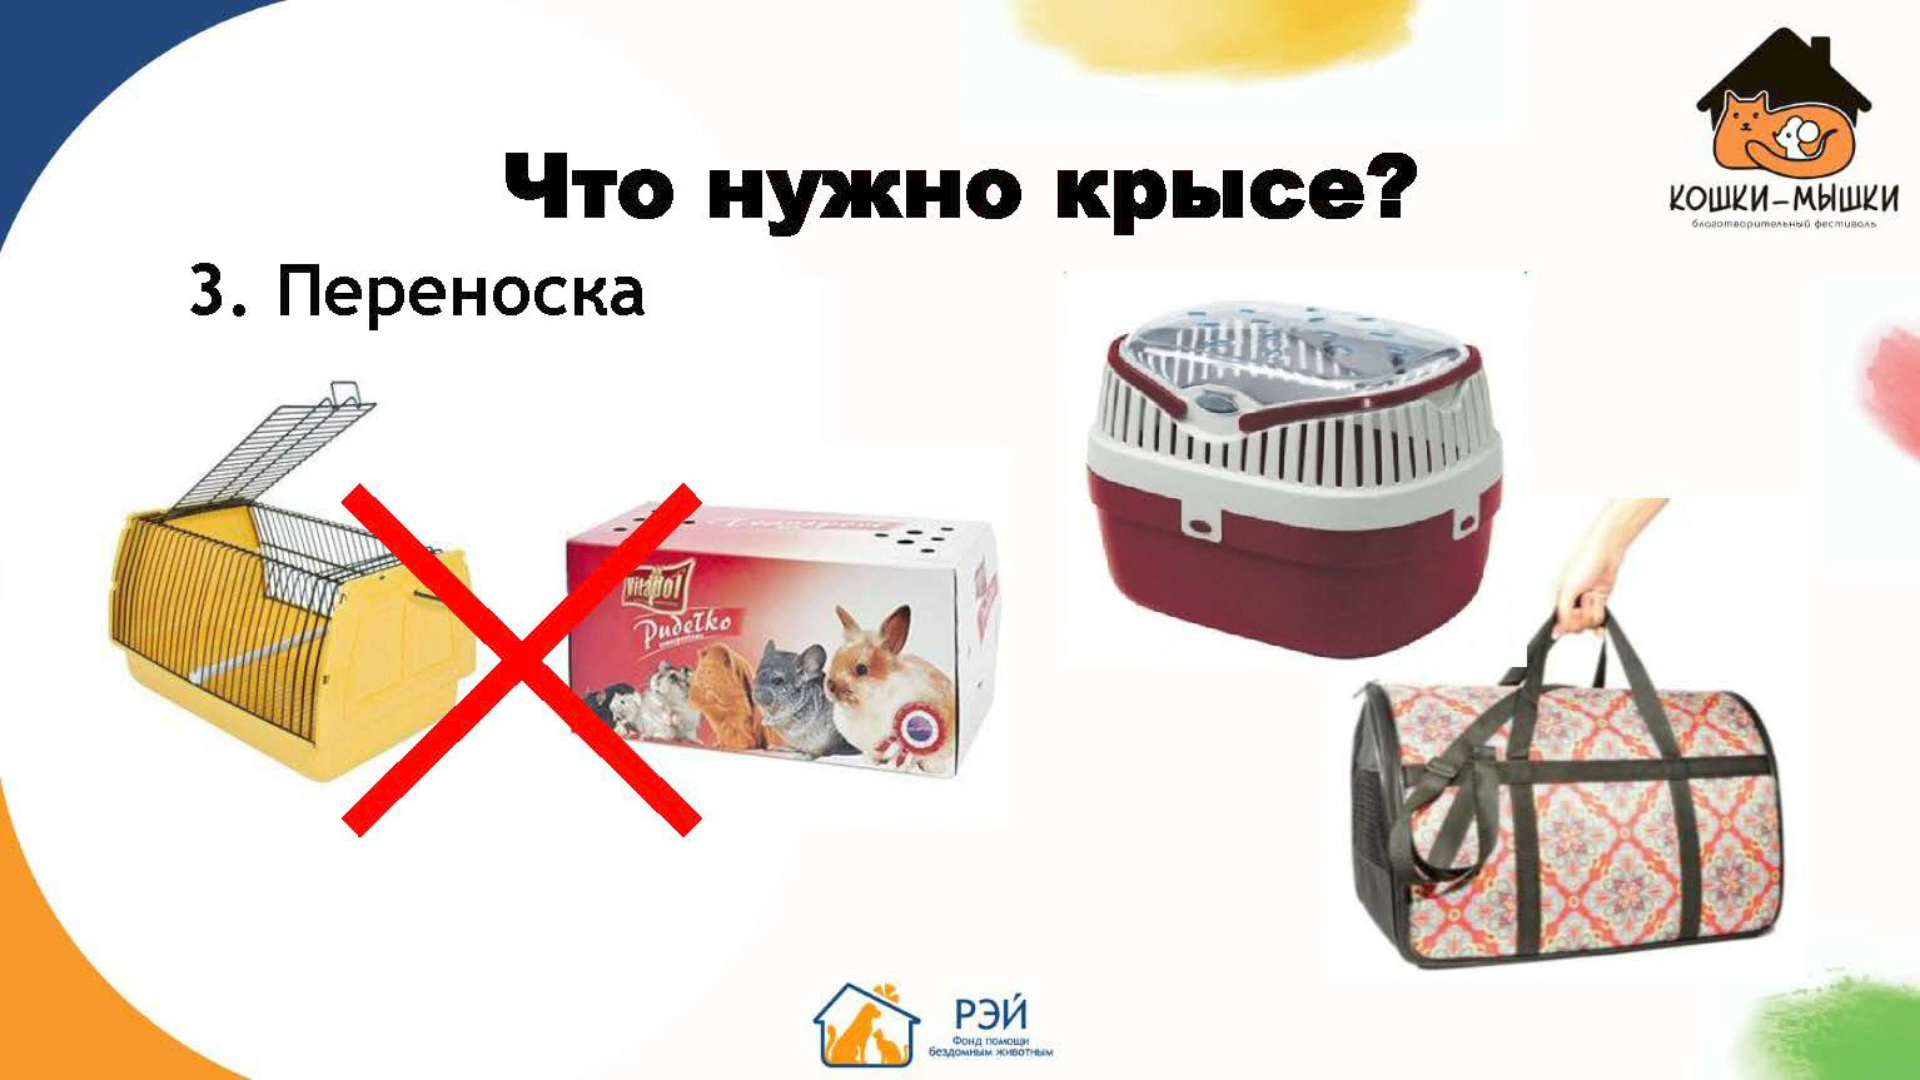 Что нужно крысе?
КОШКИ-МЫШКИ
благотворительный фестиваль
3. Переноска
Vitapol
Pudełko
РЭЙ
Фонд помощи
бездомным животным